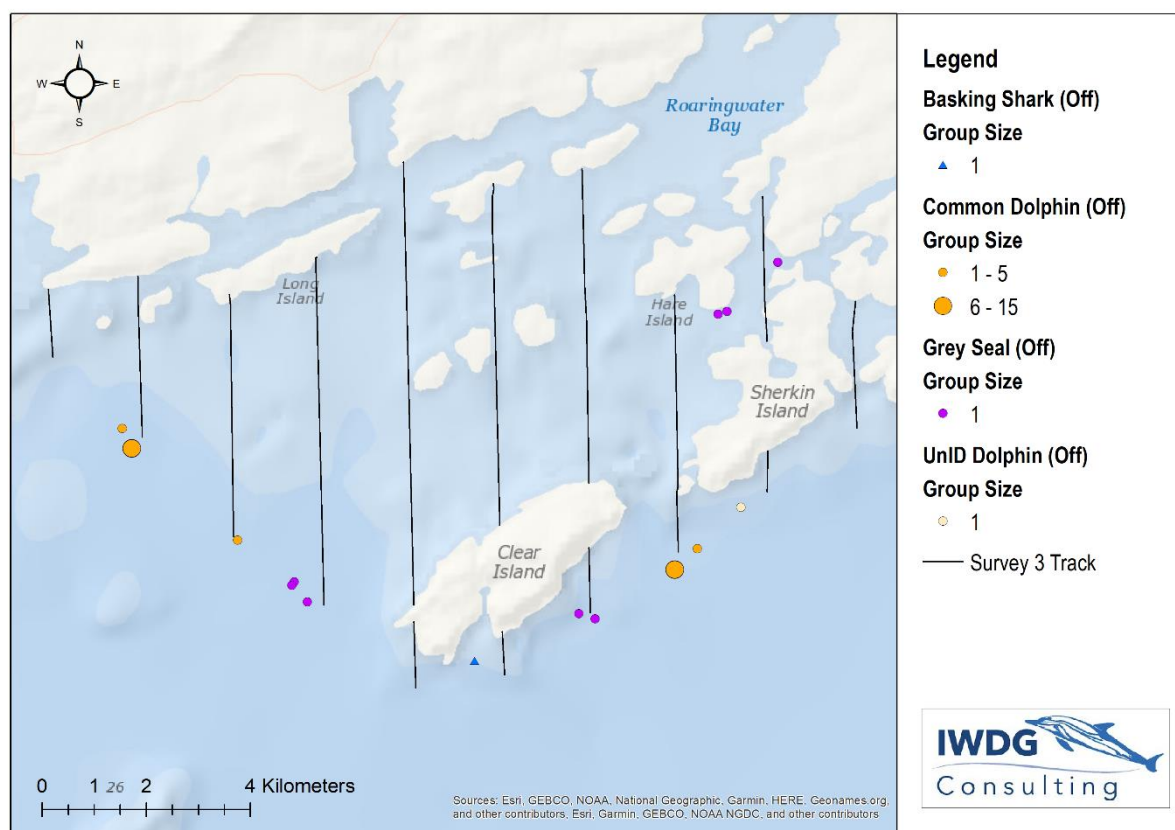 N
W E
S
Roaringwater
Bay
Long
Island
Hare
Island
Sherkin
Island
Clear
Island
0 1 26 2 4 Kilometers
Sources: Esri, GEBCO, NOAA, National Geographic, Garmin, HERE, Geonames.org,
and other contributors, Esri, Garmin, GEBCO, NOAA NGDC, and other contributors
Legend
Basking Shark (Off)
Group Size
1
Common Dolphin (Off)
Group Size
1 - 5
6 - 15
Grey Seal (Off)
Group Size
1
UnID Dolphin (Off)
Group Size
1
Survey 3 Track
IWDG
Consulting